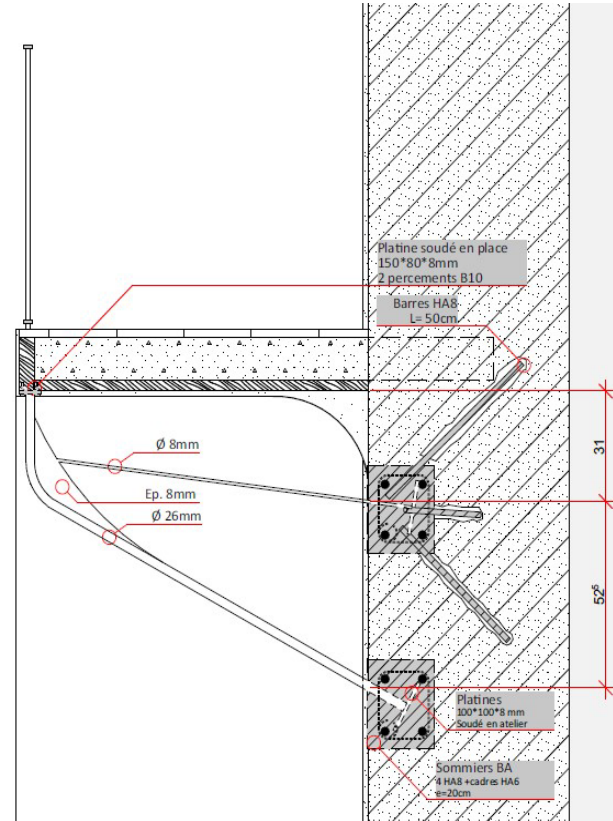 Platine soudé en place
150*80*8mm
2 percements B10
Barres HA8
L= 50cm
31
Ø 8mm
Ep. 8mm
Ø 26mm
52⁵
Platines
100*100*8 mm
Soudé en atelier
Sommiers BA
4 HA8 +cadres HA6
e=20cm